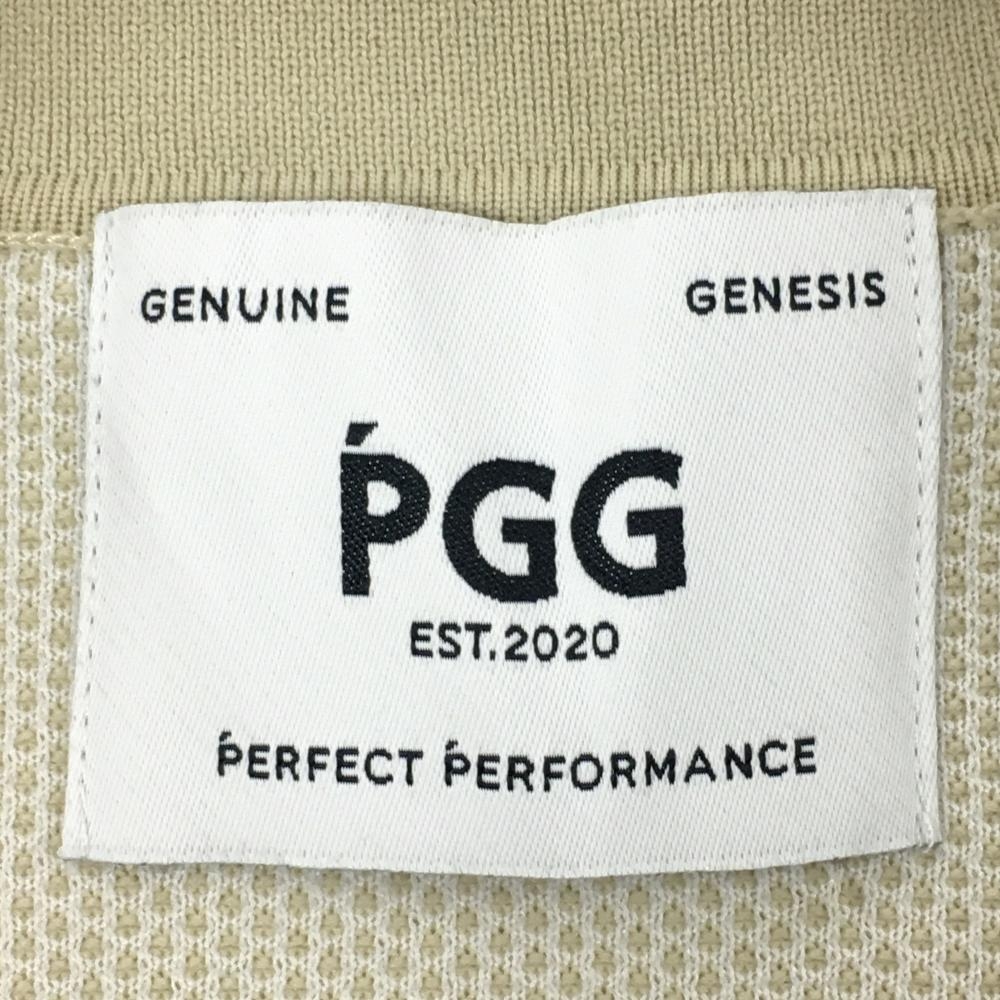 GENUINE GENESIS
ṔGG
EST.2020
ṔERFECT ṔERFORMANCE